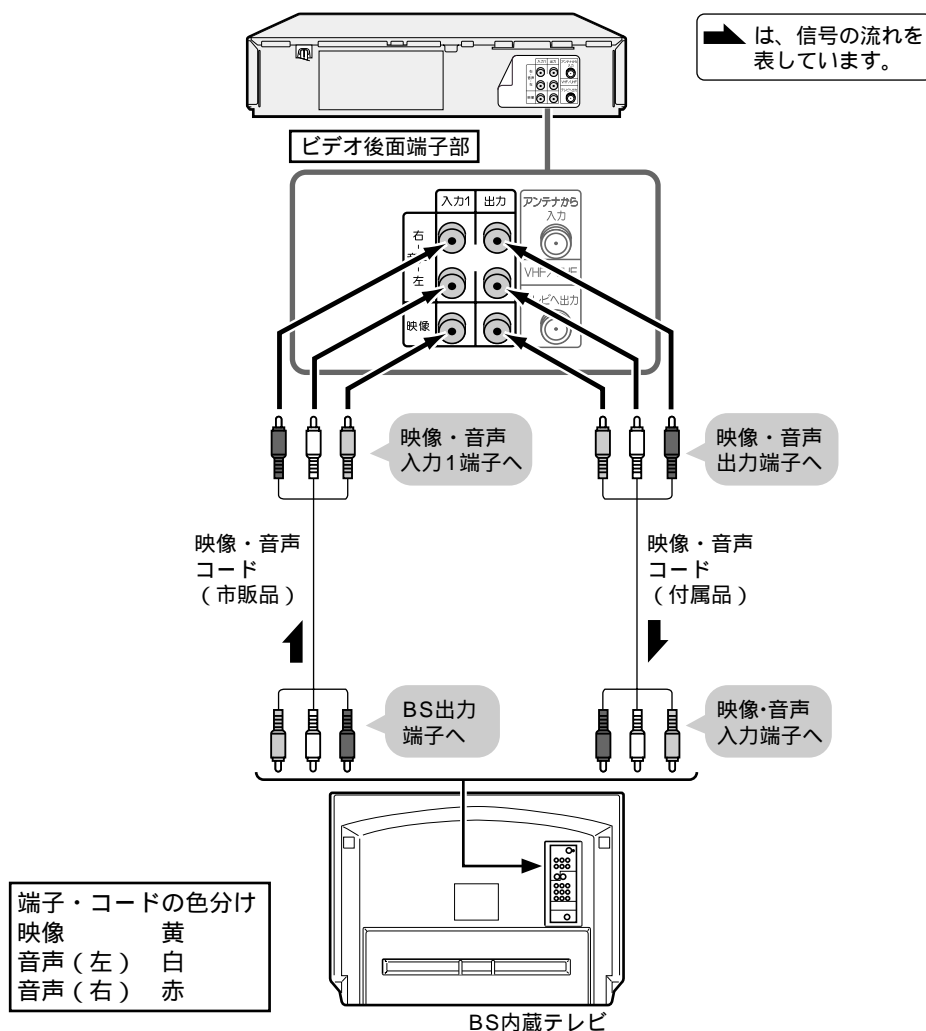 は、信号の流れを
表しています。
ビデオ後面端子部
入力1 出力
アンテナから
入力
右
左
映像
映像・音声
入力1端子へ
映像・音声
出力端子へ
映像・音声
コード
（市販品）
映像・音声
コード
（付属品）
BS出力
端子へ
映像・音声
入力端子へ
端子・コードの色分け
映像 黄
音声（左） 白
音声（右） 赤
BS内蔵テレビ